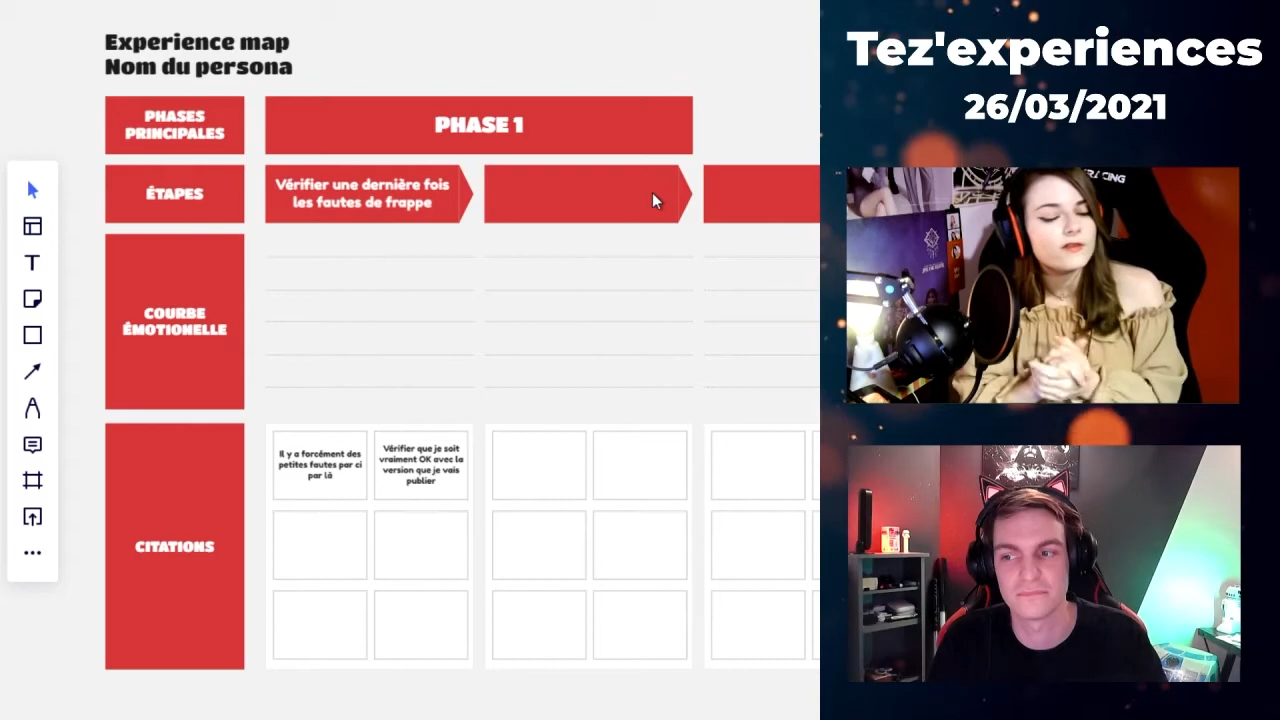 Experience map
Nom du persona
PHASES
PRINCIPALES
PHASE 1
ÉTAPES
Vérifier une dernière fois
les fautes de frappe
COURBE
ÉMOTIONELLE
CITATIONS
Il y a forcément des
petites fautes par ci
par là
Vérifier que je soit
vraiment OK avec la
version que je vais
publier
Tez'experiences
26/03/2021